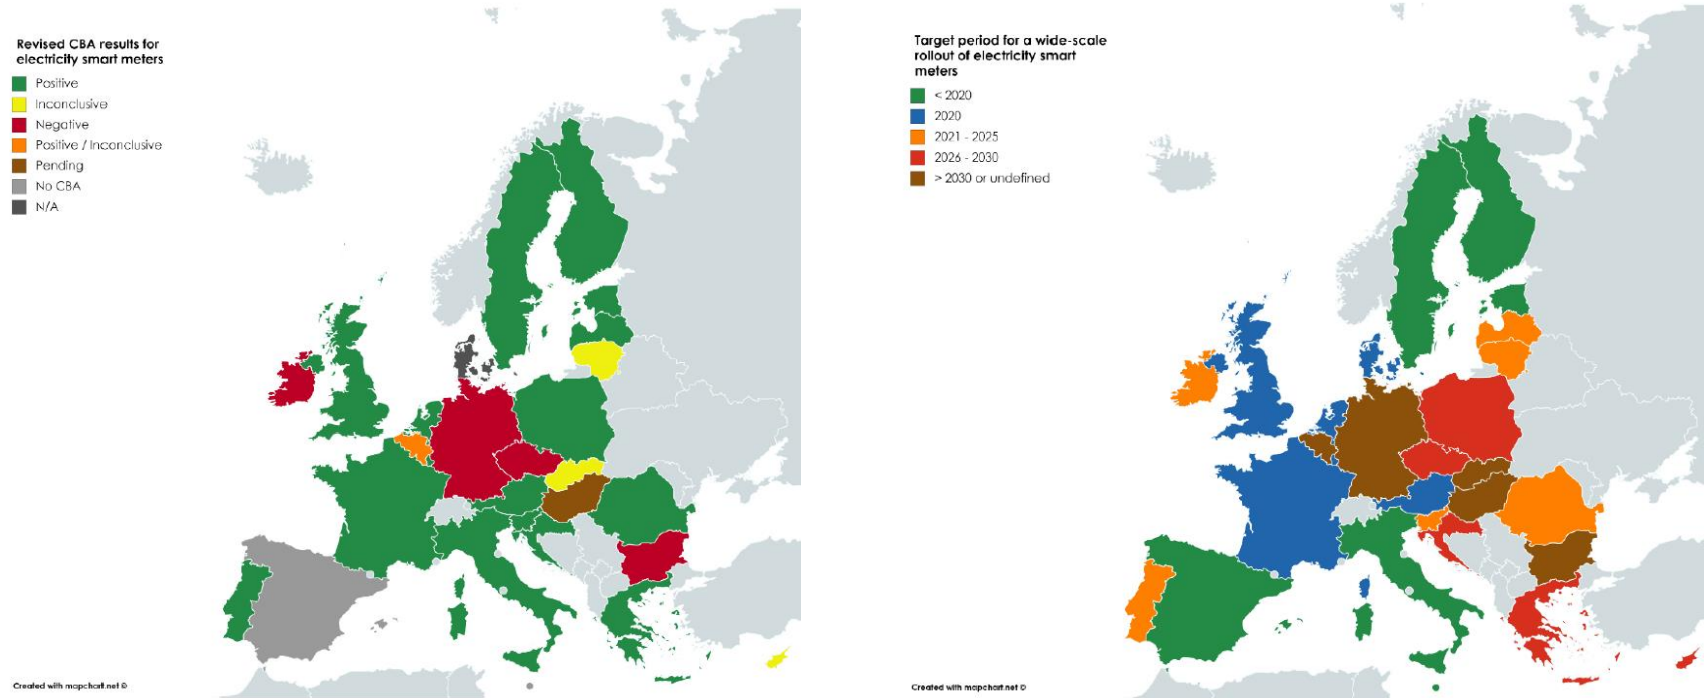 Revised CBA results for
electricity smart meters
Positive
Inconclusive
Negative
Positive / Inconclusive
Pending
No CBA
N/A
Created with mapchart.net ©
Target period for a wide-scale
rollout of electricity smart
meters
< 2020
2020
2021 - 2025
2026 - 2030
> 2030 or undefined
Created with mapchart.net ©